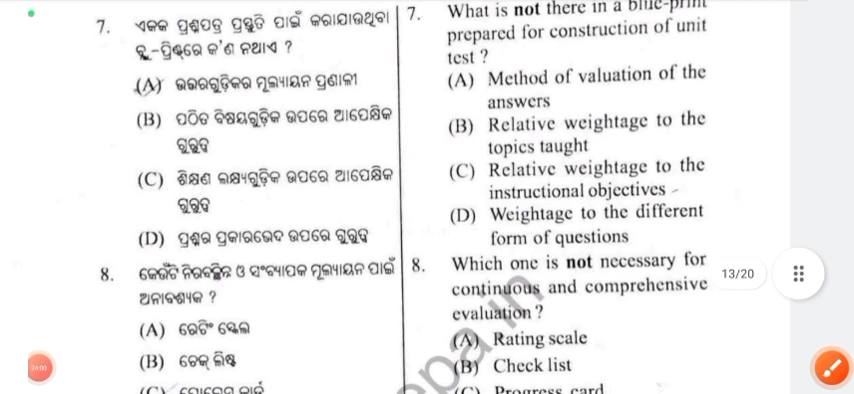 7. ଏକକ ପ୍ରଶ୍ନପତ୍ର ପ୍ରସ୍ତୁତି ପାଇଁ କରାଯାଉଥିବା
ବ୍ଲୁ-ପ୍ରିଣ୍ଟରେ କ'ଣ ନଥାଏ ?
(A) ଉତ୍ତରଗୁଡ଼ିକର ମୂଲ୍ୟାୟନ ପ୍ରଣାଳୀ
(B) ପଠିତ ବିଷୟଗୁଡ଼ିକ ଉପରେ ଆପେକ୍ଷିକ
ଗୁରୁତ୍ୱ
(C) ଶିକ୍ଷଣ ଲକ୍ଷ୍ୟଗୁଡ଼ିକ ଉପରେ ଆପେକ୍ଷିକ
ଗୁରୁତ୍ୱ
(D) ପ୍ରଶ୍ନର ପ୍ରକାରଭେଦ ଉପରେ ଗୁରୁତ୍ୱ
8. କେଉଁଟି ନିରବଚ୍ଛିନ୍ନ ଓ ସଂବ୍ୟାପକ ମୂଲ୍ୟାୟନ ପାଇଁ
ଅନାବଶ୍ୟକ ?
(A) ରେଟିଂ ସ୍କେଲ
(B) ଚେକ୍ ଲିଷ୍ଟ
7. What is not there in a blue-print
prepared for construction of unit
test ?
(A) Method of valuation of the
answers
(B) Relative weightage to the
topics taught
(C) Relative weightage to the
instructional objectives
(D) Weightage to the different
form of questions
8. Which one is not necessary for
continuous and comprehensive
evaluation ?
(A) Rating scale
(B) Check list
(C) Progress card
13/20
24:00